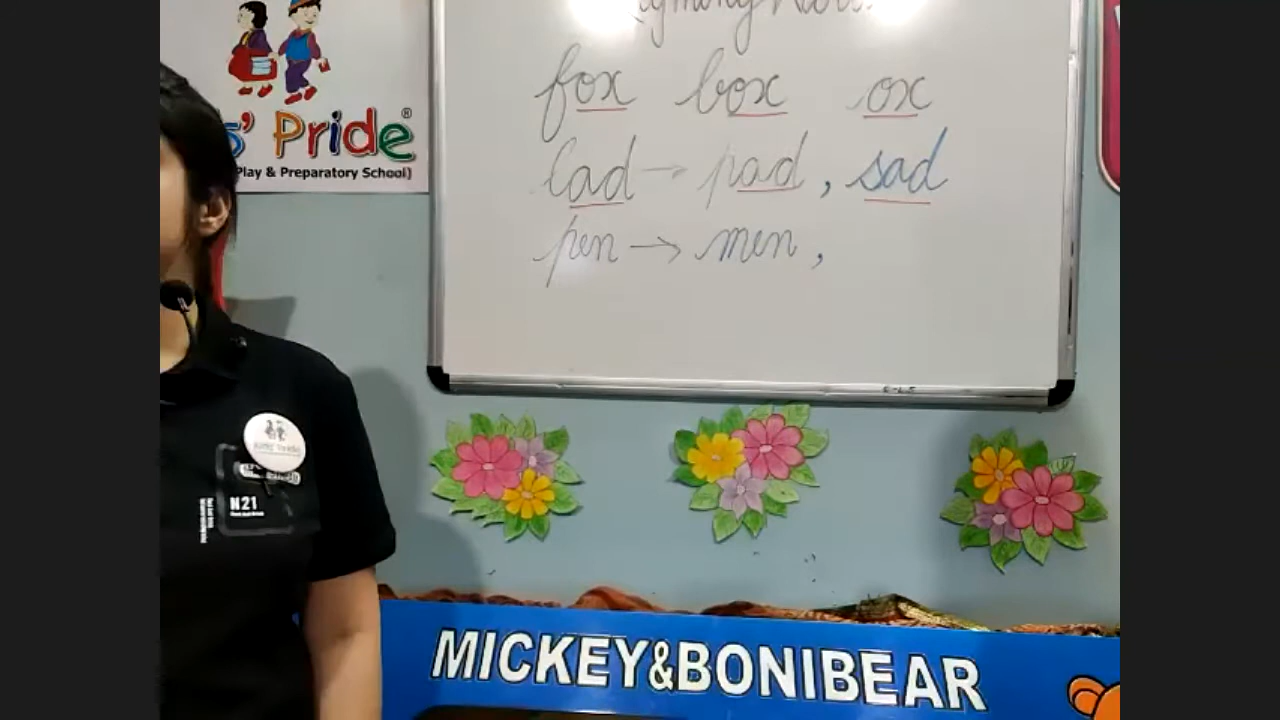 Pride®
Play & Preparatory School)
fox box ox
lad → pad, sad
pen → men,
N21
MICKEY&BONIBEAR